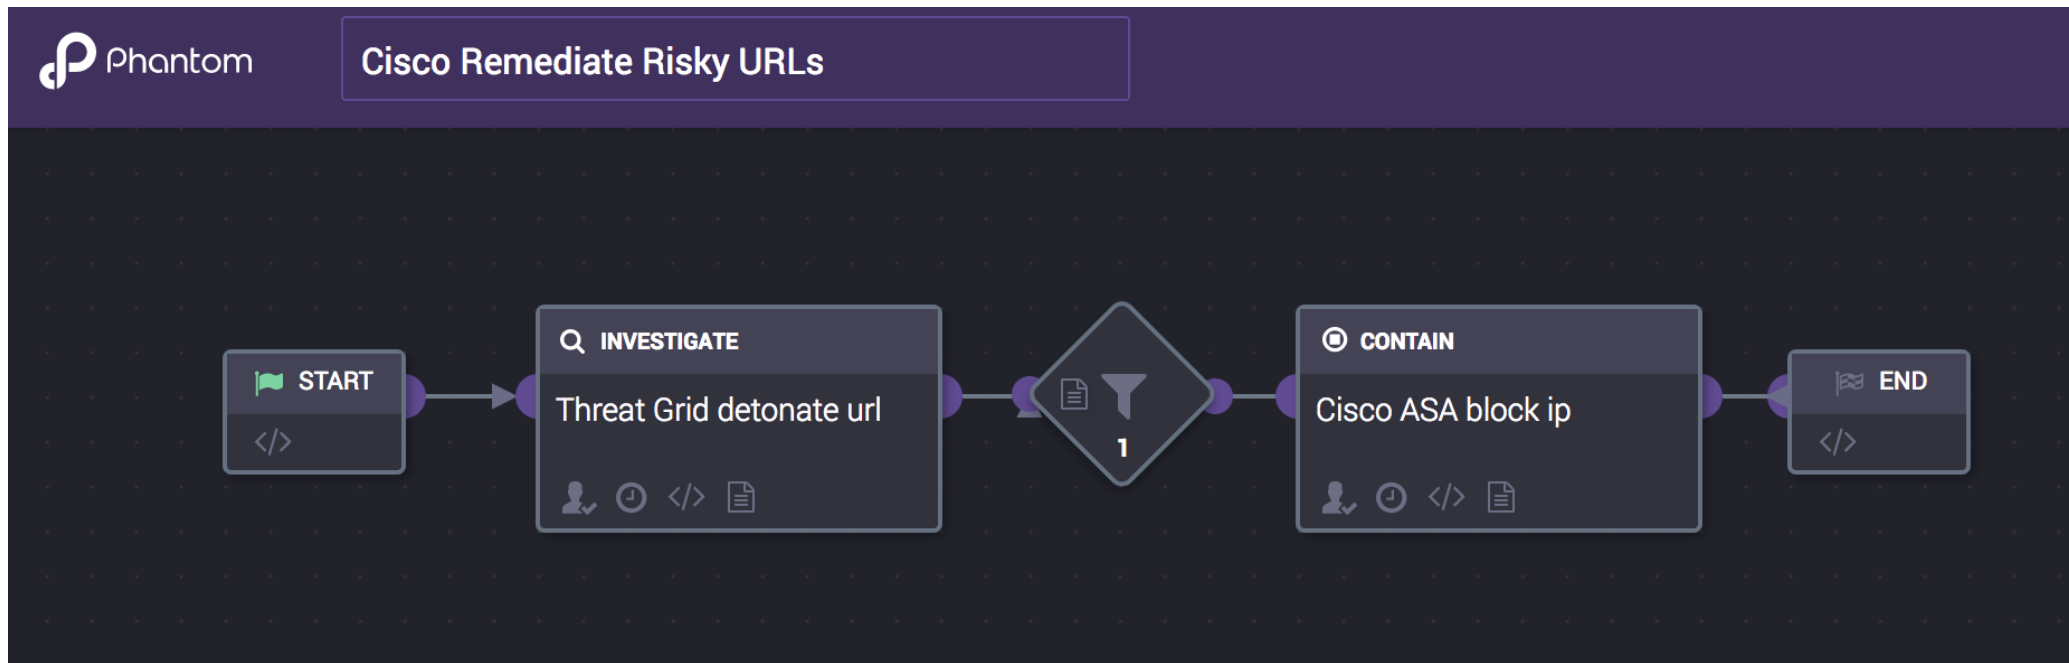 Phantom
Cisco Remediate Risky URLs
START
</>
INVESTIGATE
Threat Grid detonate url
</>
1
CONTAIN
Cisco ASA block ip
</>
END
</>